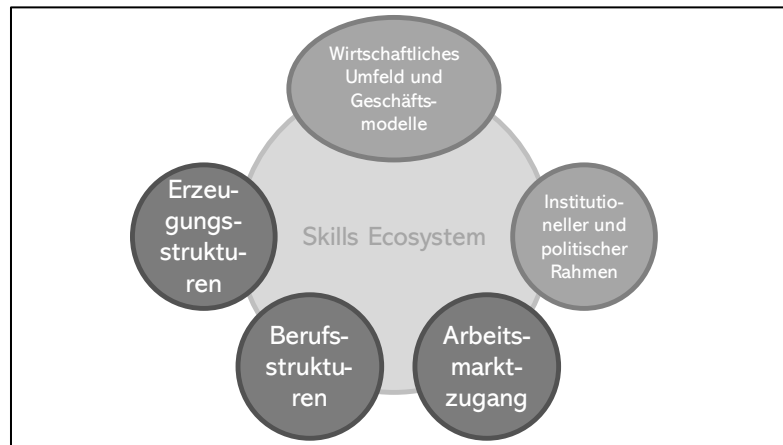 Wirtschaftliches
Umfeld und
Geschäfts-
modelle
Erzeu-
gungs-
struktu-
ren
Skills Ecosystem
Institutio-
neller und
politischer
Rahmen
Berufs-
struktu-
ren
Arbeits-
markt-
zugang